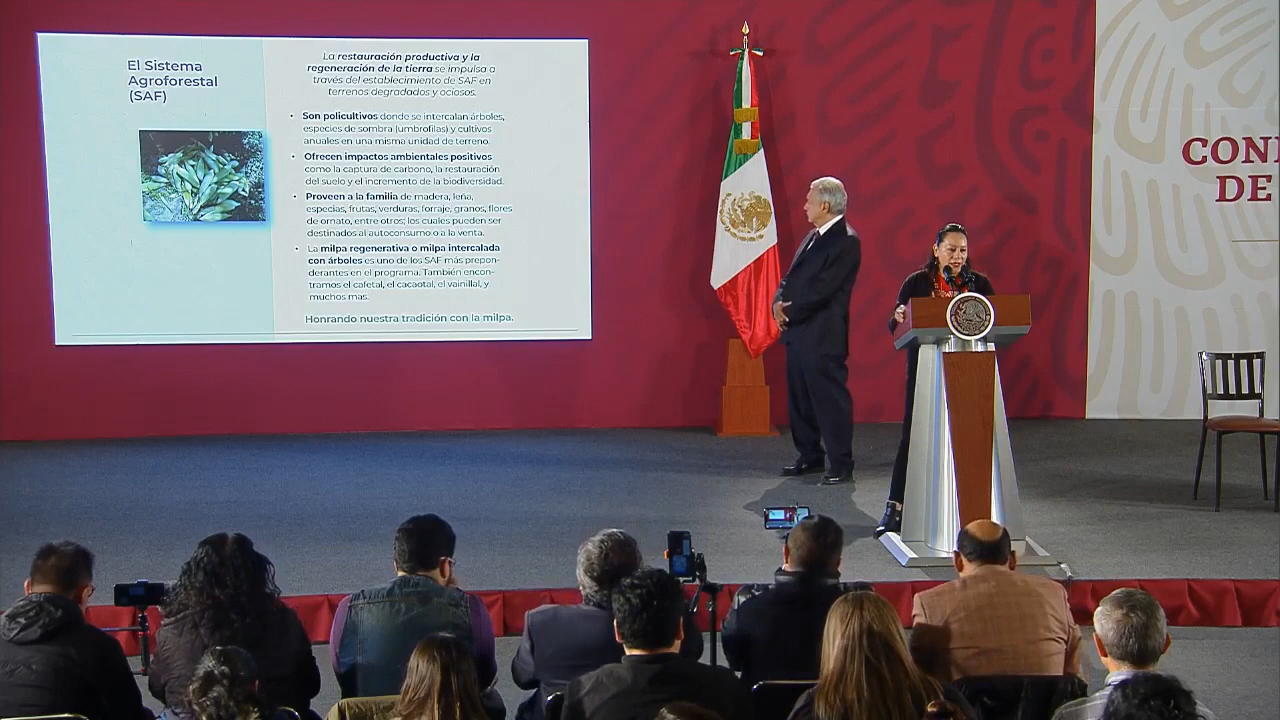 El Sistema
Agroforestal
(SAF)
La restauración productiva y la
regeneración de la tierra se impulsa a
través del establecimiento de SAF en
terrenos degradados y ociosos.
• Son policultivos donde se intercalan árboles,
especies de sombra (umbrofilas) y cultivos
anuales en una misma unidad de terreno.
• Ofrecen impactos ambientales positivos
como la captura de carbono, la restauración
del suelo y el incremento de la biodiversidad.
• Proveen a la familia de madera, leña,
especias, frutas, verduras, forraje, granos, flores
de ornato, entre otros; los cuales pueden ser
destinados al autoconsumo o a la venta.
• La milpa regenerativa o milpa intercalada
con árboles es uno de los SAF más prepon-
derantes en el programa. También encon-
tramos el cafetal, el cacaotal, el vainillal, y
muchos mas.
Honrando nuestra tradición con la milpa.
CON
DE